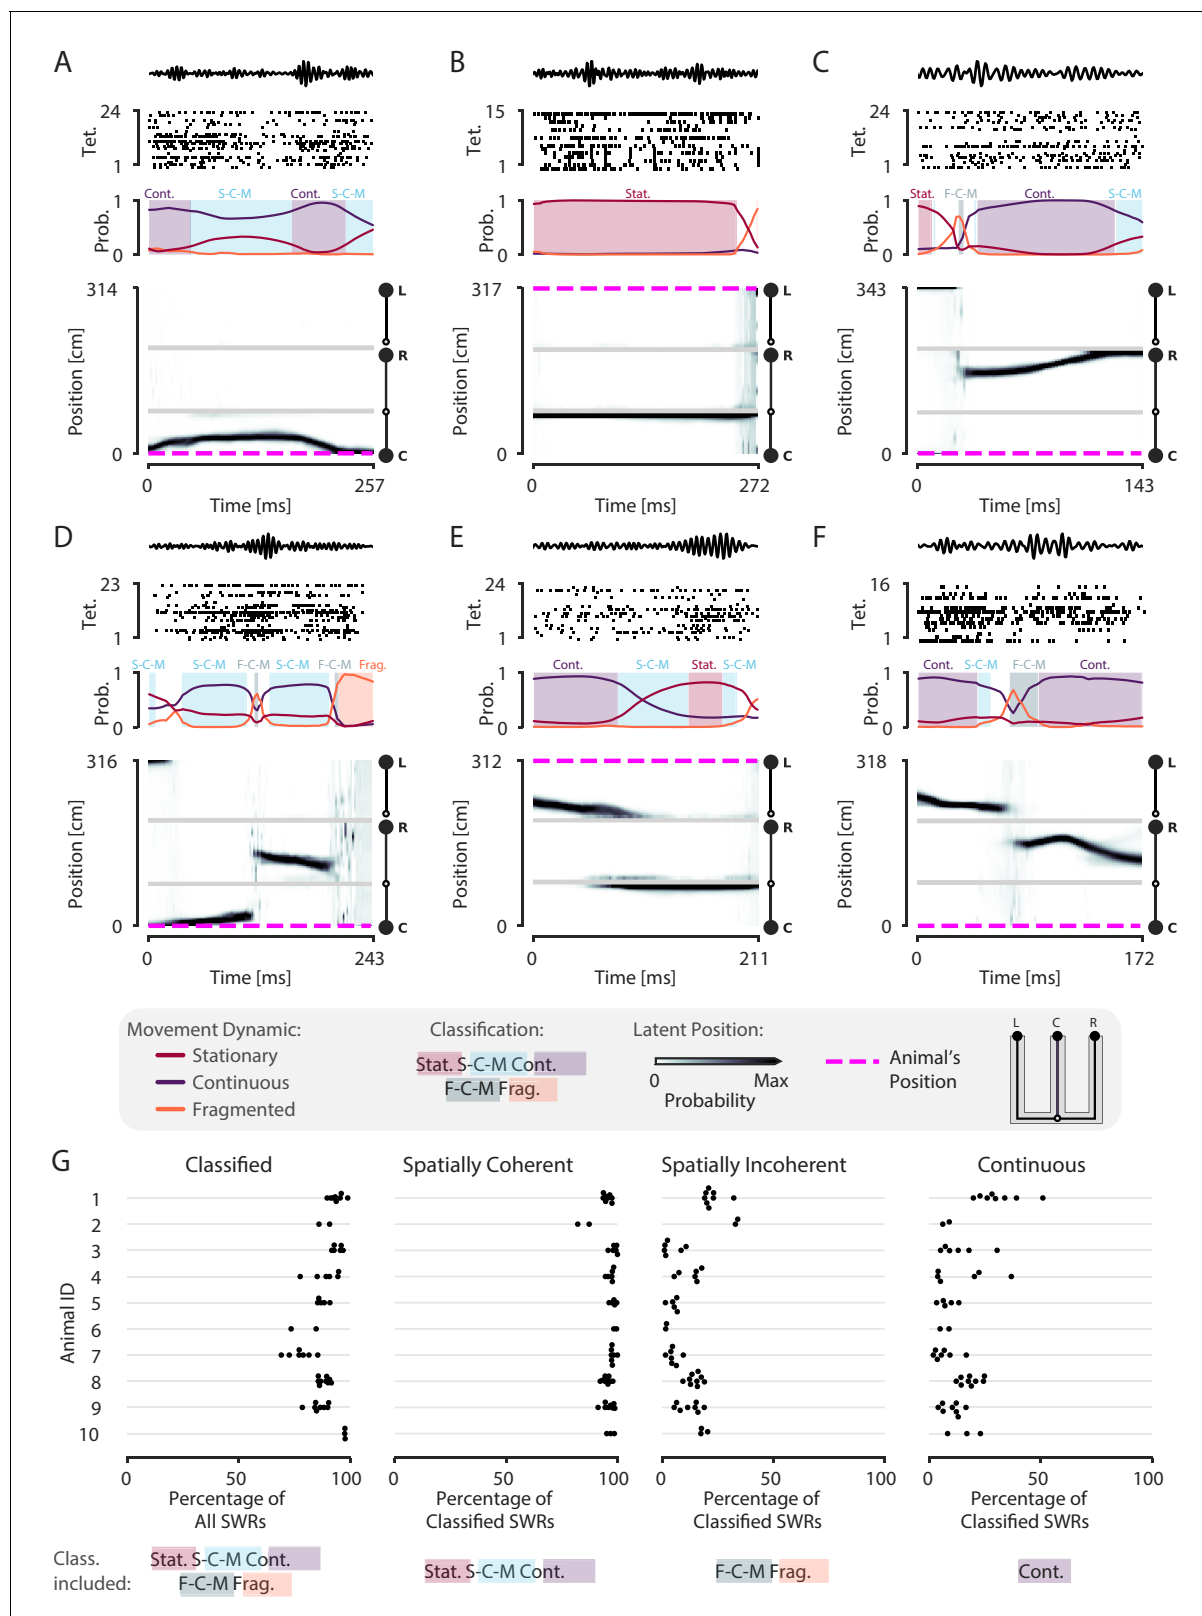 A
24
Tet.
1
Cont. S-C-M Cont. S-C-M
1
Prob.
0
314
L
Position [cm]
R
0
C
0 257
Time [ms]
B
15
Tet.
1
Stat.
1
Prob.
0
317
L
Position [cm]
R
0
C
0 272
Time [ms]
C
24
Tet.
1
Stat. F-C-M Cont. S-C-M
1
Prob.
0
343
L
Position [cm]
R
0
C
0 143
Time [ms]
D
23
Tet.
1
S-C-M S-C-M F-C-M S-C-M F-C-M Frag.
1
Prob.
0
316
L
Position [cm]
R
0
C
0 243
Time [ms]
E
24
Tet.
1
Cont. S-C-M Stat. S-C-M
1
Prob.
0
312
L
Position [cm]
R
0
C
0 211
Time [ms]
F
16
Tet.
1
Cont. S-C-M F-C-M Cont.
1
Prob.
0
318
L
Position [cm]
R
0
C
0 172
Time [ms]
Movement Dynamic:
Stationary
Continuous
Fragmented
Classification:
Stat. S-C-M Cont.
F-C-M Frag.
Latent Position:
0 Max
Probability
Animal's
Position
L C R
G
Classified
Spatially Coherent
Spatially Incoherent
Continuous
Animal ID
1
2
3
4
5
6
7
8
9
10
0 50 100
Percentage of
All SWRs
0 50 100
Percentage of
Classified SWRs
0 50 100
Percentage of
Classified SWRs
0 50 100
Percentage of
Classified SWRs
Class.
included:
Stat. S-C-M Cont.
F-C-M Frag.
Stat. S-C-M Cont.
F-C-M Frag.
Cont.